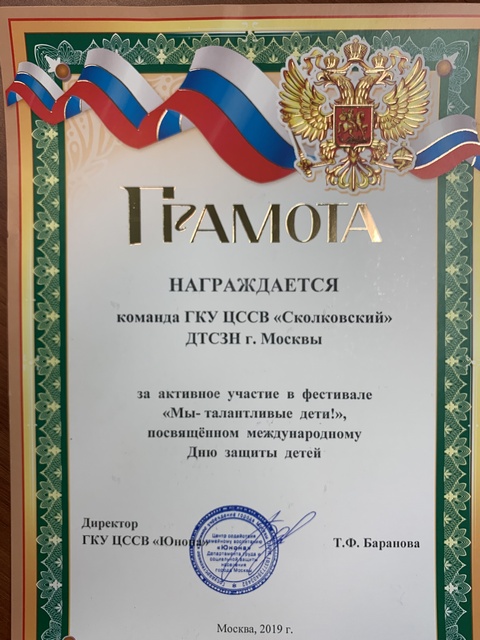 ГРАМОТА
НАГРАЖДАЕТСЯ
команда ГКУ ЦССВ «Сколковский»
ДТСЗН г. Москвы
за активное участие в фестивале
«Мы- талантливые дети!»,
посвящённом международному
Дню защиты детей
Директор
ГКУ ЦССВ «Юнона»
Т.Ф. Баранова
Центр содействия
семейному воспитанию
«Юнона»
Департамента труда и
социальной защиты
населения
города Москвы
Москва, 2019 г.